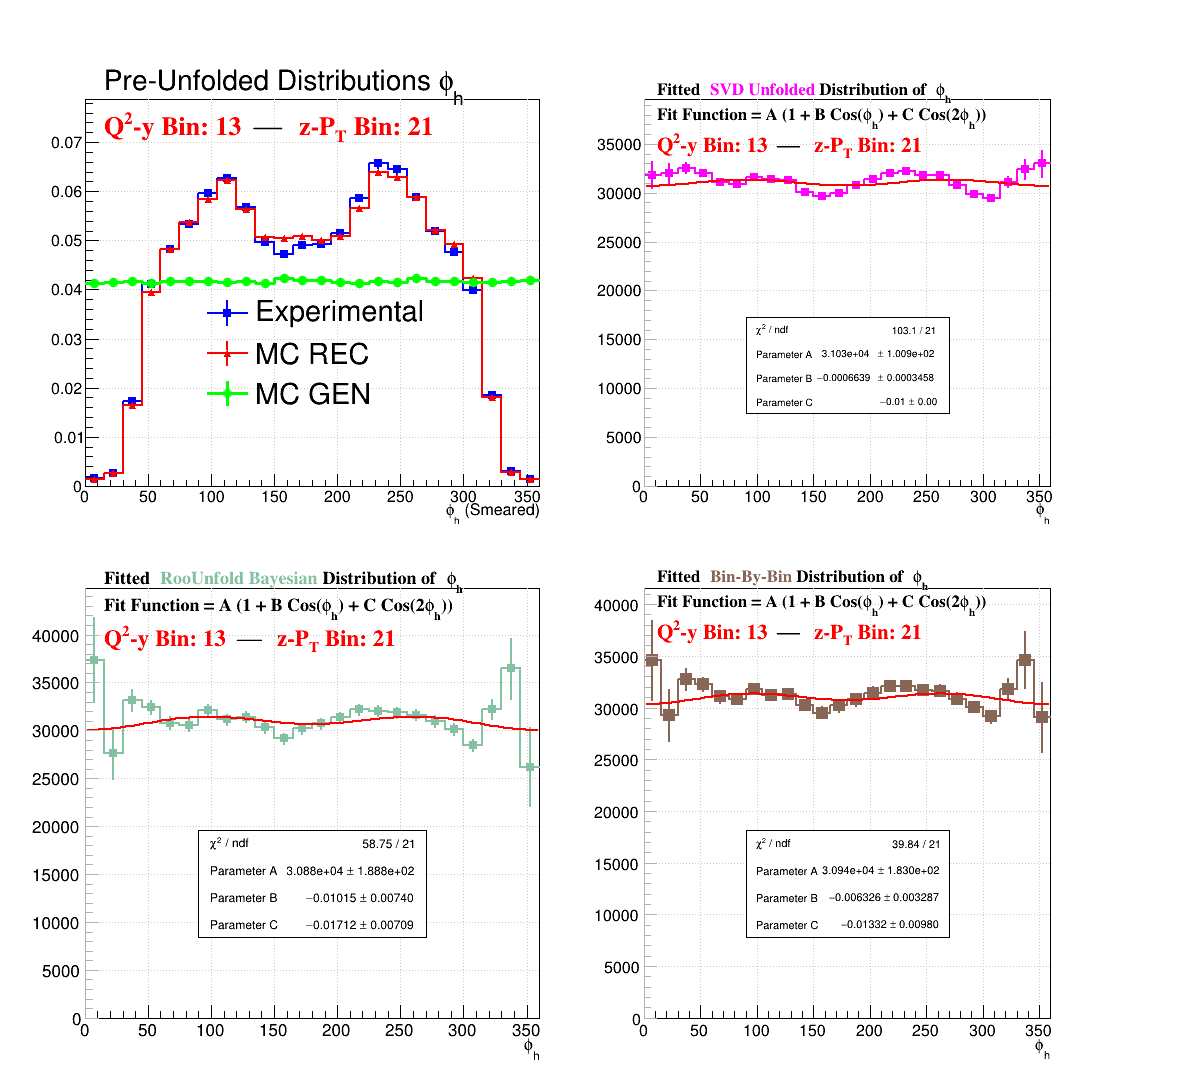 Pre-Unfolded Distributions ϕh
Q²-y Bin: 13 — z-PT Bin: 21
0.07
0.06
0.05
0.04
0.03
0.02
0.01
0
Experimental
MC REC
MC GEN
0 50 100 150 200 250 300 350
ϕh (Smeared)
Fitted SVD Unfolded Distribution of ϕh
Fit Function = A (1 + B Cos(ϕh) + C Cos(2ϕh))
Q²-y Bin: 13 — z-PT Bin: 21
35000
30000
25000
20000
15000
10000
5000
0
χ² / ndf 103.1 / 21
Parameter A 3.103e+04 ± 1.009e+02
Parameter B −0.0006639 ± 0.0003458
Parameter C −0.01 ± 0.00
0 50 100 150 200 250 300 350
ϕh
Fitted RooUnfold Bayesian Distribution of ϕh
Fit Function = A (1 + B Cos(ϕh) + C Cos(2ϕh))
Q²-y Bin: 13 — z-PT Bin: 21
40000
35000
30000
25000
20000
15000
10000
5000
0
χ² / ndf 58.75 / 21
Parameter A 3.088e+04 ± 1.888e+02
Parameter B −0.01015 ± 0.00740
Parameter C −0.01712 ± 0.00709
0 50 100 150 200 250 300 350
ϕh
Fitted Bin-By-Bin Distribution of ϕh
Fit Function = A (1 + B Cos(ϕh) + C Cos(2ϕh))
Q²-y Bin: 13 — z-PT Bin: 21
40000
35000
30000
25000
20000
15000
10000
5000
0
χ² / ndf 39.84 / 21
Parameter A 3.094e+04 ± 1.830e+02
Parameter B −0.006326 ± 0.003287
Parameter C −0.01332 ± 0.00980
0 50 100 150 200 250 300 350
ϕh